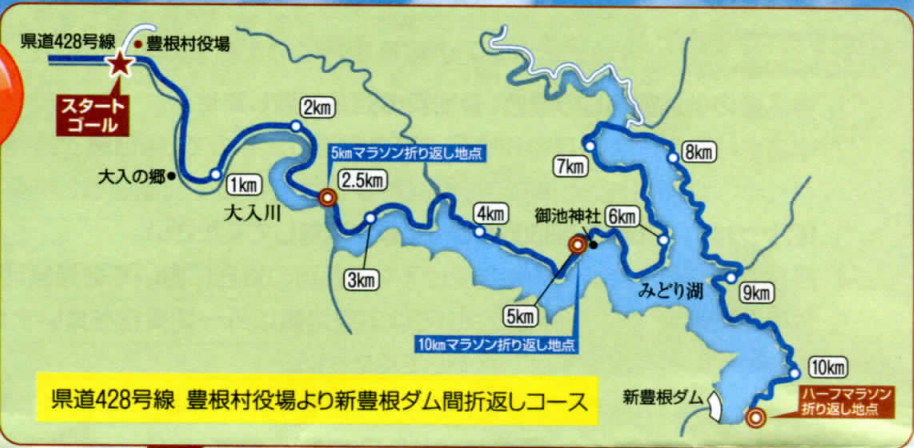 県道428号線
豊根村役場
スタート
ゴール
大入の郷
1km
2km
5kmマラソン折り返し地点
2.5km
大入川
3km
4km
御池神社
5km
10kmマラソン折り返し地点
6km
7km
8km
みどり湖
9km
10km
新豊根ダム
ハーフマラソン
折り返し地点
県道428号線 豊根村役場より新豊根ダム間折返しコース